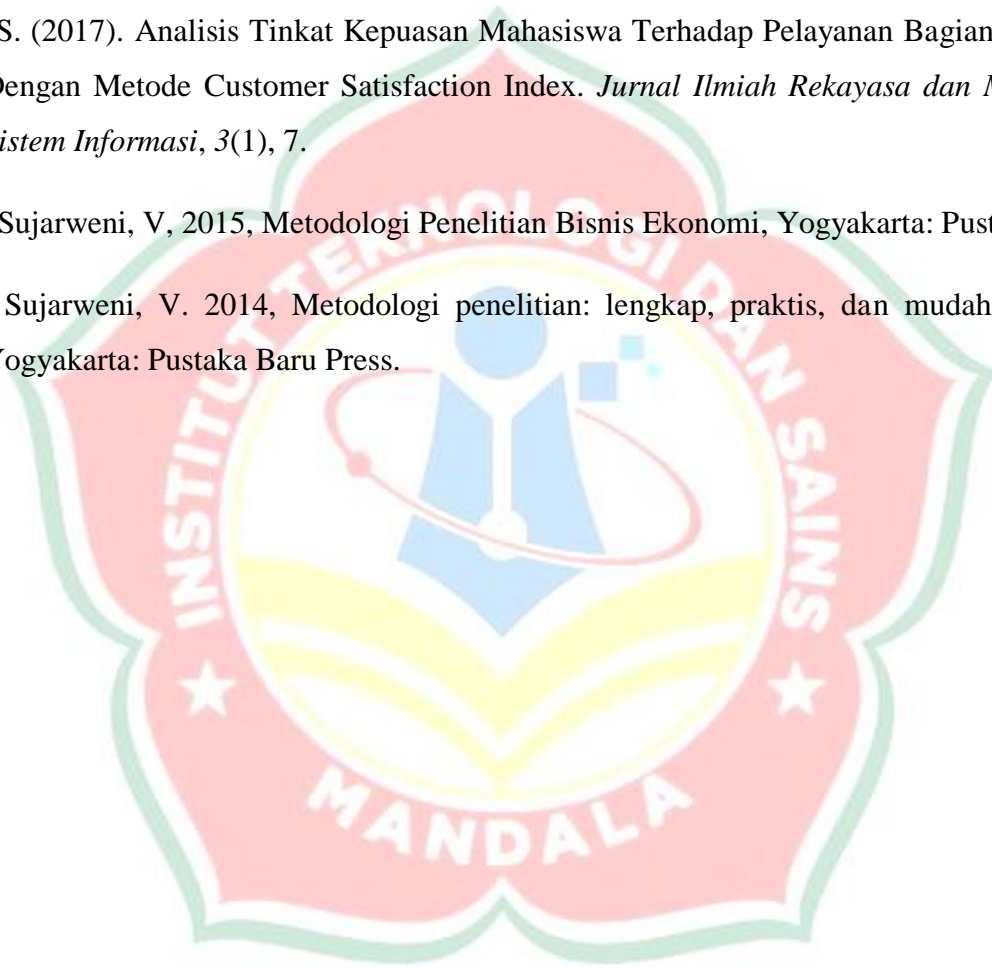 S. (2017). Analisis Tingkat Kepuasan Mahasiswa Terhadap Pelayanan Bagian
Dengan Metode Customer Satisfaction Index. Jurnal Ilmiah Rekayasa dan
istem Informasi, 3(1), 7.
Sujarweni, V, 2015, Metodologi Penelitian Bisnis Ekonomi, Yogyakarta: Pust
Sujarweni, V. 2014, Metodologi penelitian: lengkap, praktis, dan mudah
Yogyakarta: Pustaka Baru Press.
INSTITUT TEKNOLOGI DAN SAINS
MANDALA